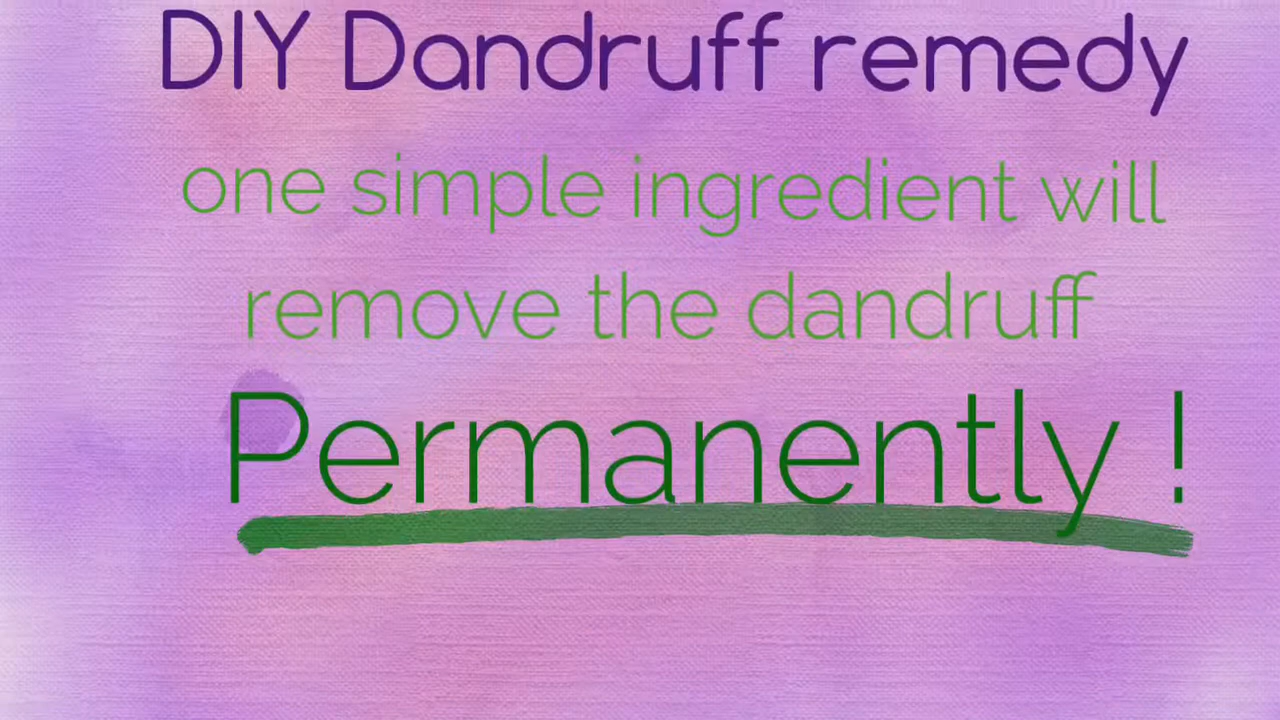 DIY Dandruff remedy
one simple ingredient will
remove the dandruff
Permanently !